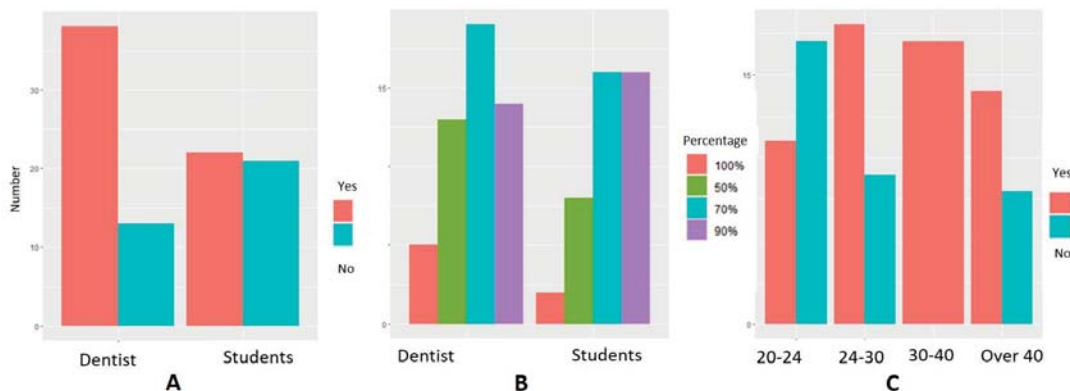 Number
30
20
10
0
Dentist
Students
A
Yes
No
15
0
Dentist
Students
B
Percentage
100%
50%
70%
90%
15
0
20-24
24-30
30-40
Over 40
C
Yes
No